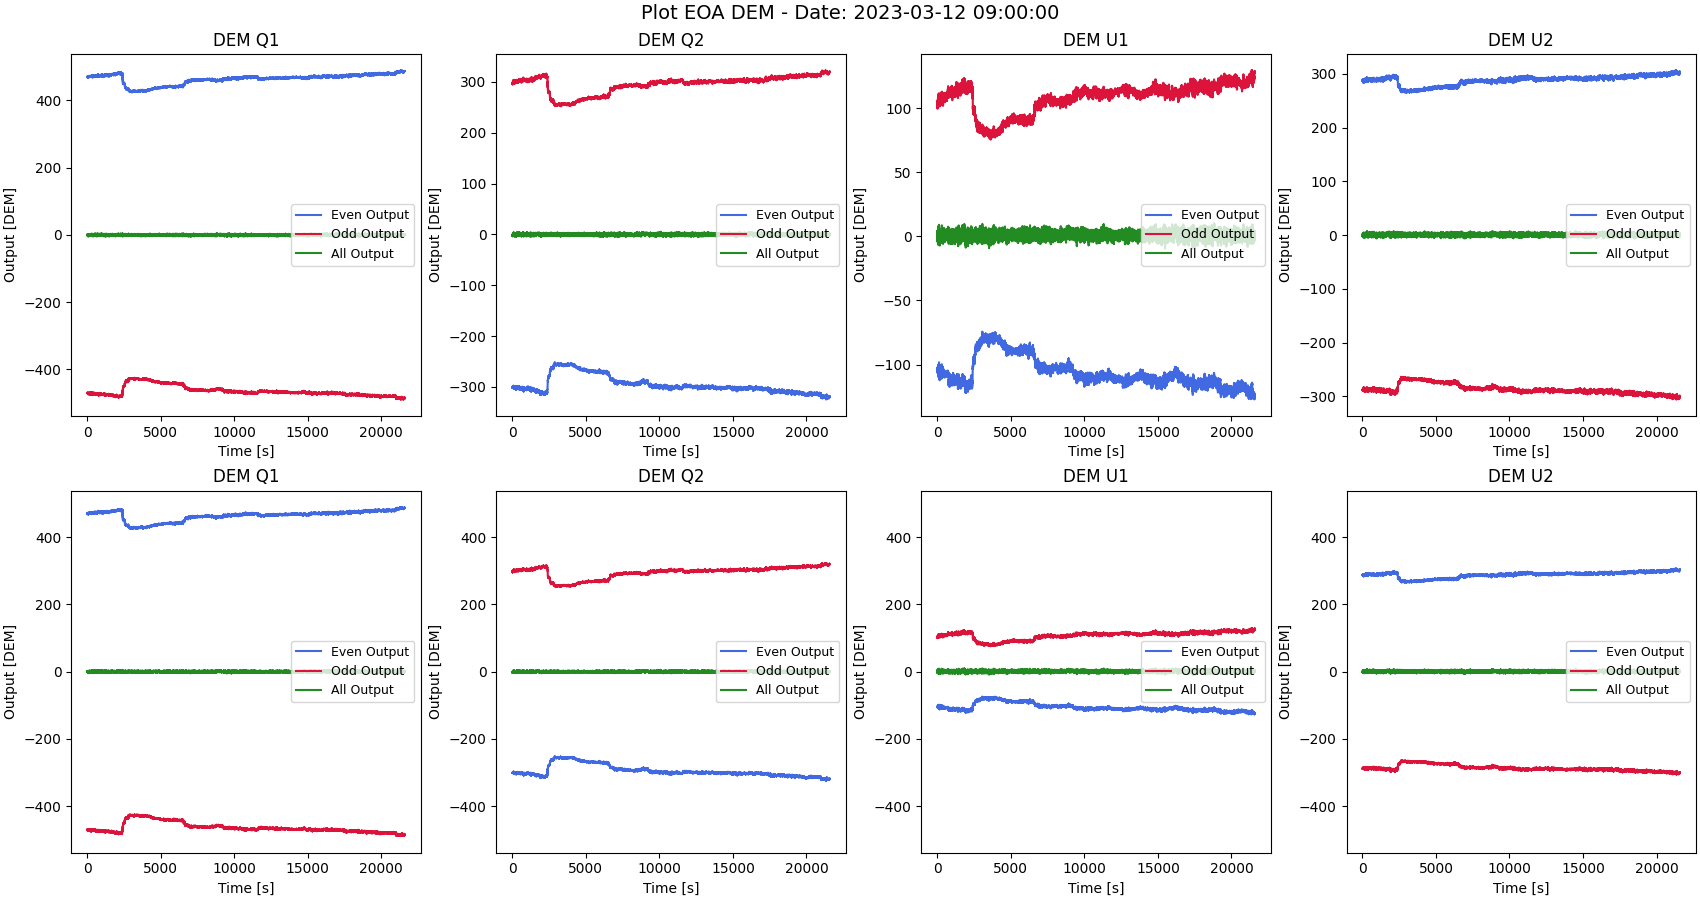 Plot EOA DEM - Date: 2023-03-12 09:00:00
DEM Q1
DEM Q2
DEM U1
DEM U2
Output [DEM]
400
200
0
−200
−400
Even Output
Odd Output
All Output
0 5000 10000 15000 20000
Time [s]
Output [DEM]
300
200
100
0
−100
−200
−300
Even Output
Odd Output
All Output
0 5000 10000 15000 20000
Time [s]
Output [DEM]
100
50
0
−50
−100
Even Output
Odd Output
All Output
0 5000 10000 15000 20000
Time [s]
Output [DEM]
300
200
100
0
−100
−200
−300
Even Output
Odd Output
All Output
0 5000 10000 15000 20000
Time [s]
DEM Q1
DEM Q2
DEM U1
DEM U2
Output [DEM]
400
200
0
−200
−400
Even Output
Odd Output
All Output
0 5000 10000 15000 20000
Time [s]
Output [DEM]
400
200
0
−200
−400
Even Output
Odd Output
All Output
0 5000 10000 15000 20000
Time [s]
Output [DEM]
400
200
0
−200
−400
Even Output
Odd Output
All Output
0 5000 10000 15000 20000
Time [s]
Output [DEM]
400
200
0
−200
−400
Even Output
Odd Output
All Output
0 5000 10000 15000 20000
Time [s]